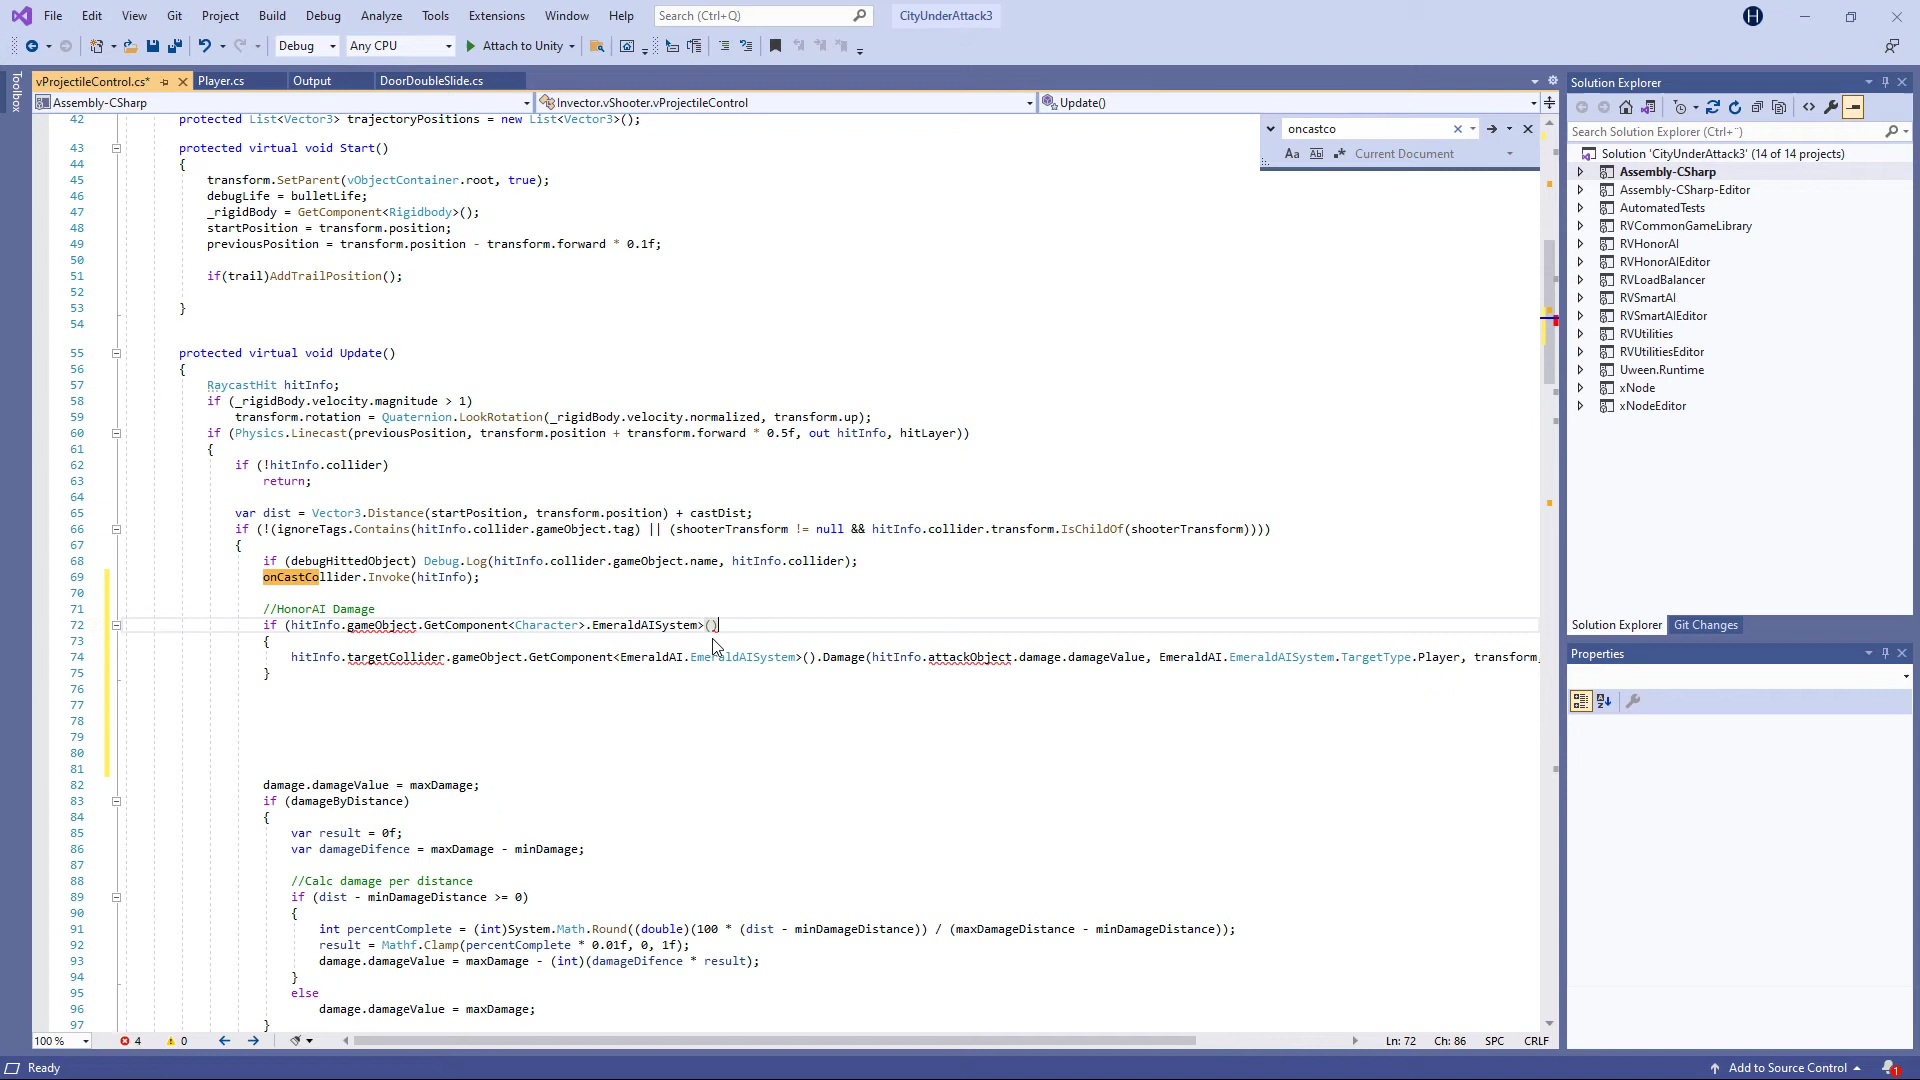 File Edit View Git Project Build Debug Analyze Tools Extensions Window Help Search (Ctrl+Q) CityUnderAttack3 H
Debug Any CPU Attach to Unity
Toolbox
vProjectileControl.cs* Player.cs Output DoorDoubleSlide.cs
Assembly-CSharp Invector.vShooter.vProjectileControl Update()
oncastco
Current Document
42 protected List<Vector3> trajectoryPositions = new List<Vector3>();
43 protected virtual void Start()
44 {
45 transform.SetParent(vObjectContainer.root, true);
46 debugLife = bulletLife;
47 _rigidBody = GetComponent<Rigidbody>();
48 startPosition = transform.position;
49 previousPosition = transform.position - transform.forward * 0.1f;
50
51 if(trail)AddTrailPosition();
52
53 }
54
55 protected virtual void Update()
56 {
57 RaycastHit hitInfo;
58 if (_rigidBody.velocity.magnitude > 1)
59 transform.rotation = Quaternion.LookRotation(_rigidBody.velocity.normalized, transform.up);
60 if (Physics.Linecast(previousPosition, transform.position + transform.forward * 0.5f, out hitInfo, hitLayer))
61 {
62 if (!hitInfo.collider)
63 return;
64
65 var dist = Vector3.Distance(startPosition, transform.position) + castDist;
66 if (!(ignoreTags.Contains(hitInfo.collider.gameObject.tag) || (shooterTransform != null && hitInfo.collider.transform.IsChildOf(shooterTransform))))
67 {
68 if (debugHittedObject) Debug.Log(hitInfo.collider.gameObject.name, hitInfo.collider);
69 onCastCollider.Invoke(hitInfo);
70
71 //HonorAI Damage
72 if (hitInfo.gameObject.GetComponent<Character>.EmeraldAISystem>()
73 {
74 hitInfo.targetCollider.gameObject.GetComponent<EmeraldAI.EmeraldAISystem>().Damage(hitInfo.attackObject.damage.damageValue, EmeraldAI.EmeraldAISystem.TargetType.Player, transform
75 }
76
77
78
79
80
81
82 damage.damageValue = maxDamage;
83 if (damageByDistance)
84 {
85 var result = 0f;
86 var damageDifence = maxDamage - minDamage;
87
88 //Calc damage per distance
89 if (dist - minDamageDistance >= 0)
90 {
91 int percentComplete = (int)System.Math.Round((double)(100 * (dist - minDamageDistance)) / (maxDamageDistance - minDamageDistance));
92 result = Mathf.Clamp(percentComplete * 0.01f, 0, 1f);
93 damage.damageValue = maxDamage - (int)(damageDifence * result);
94 }
95 else
96 damage.damageValue = maxDamage;
97 }
100 % 4 0 Ln: 72 Ch: 86 SPC CRLF
Ready Add to Source Control 1
Solution Explorer
Search Solution Explorer (Ctrl+¨)
Solution 'CityUnderAttack3' (14 of 14 projects)
Assembly-CSharp
Assembly-CSharp-Editor
AutomatedTests
RVCommonGameLibrary
RVHonorAI
RVHonorAIEditor
RVLoadBalancer
RVSmartAI
RVSmartAIEditor
RVUtilities
RVUtilitiesEditor
Uween.Runtime
xNode
xNodeEditor
Solution Explorer Git Changes
Properties